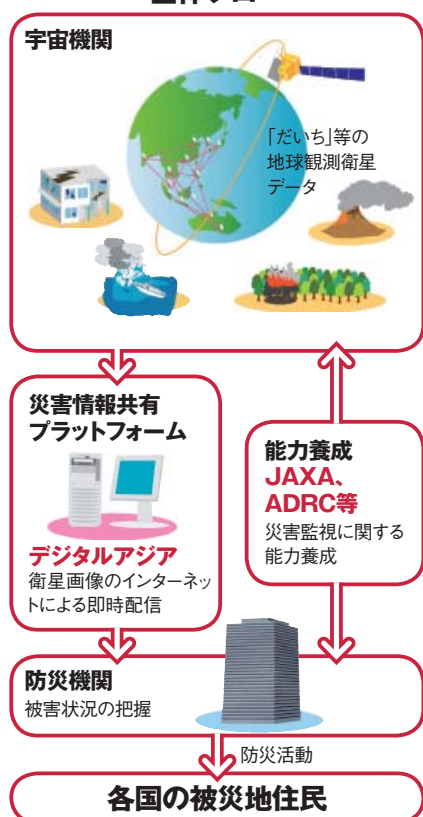 宇宙機関
「だいち」等の
地球観測衛星
データ
災害情報共有
プラットフォーム
デジタルアジア
衛星画像のインターネッ
トによる即時配信
能力養成
JAXA、
ADRC等
災害監視に関する
能力養成
防災機関
被害状況の把握
防災活動
各国の被災地住民